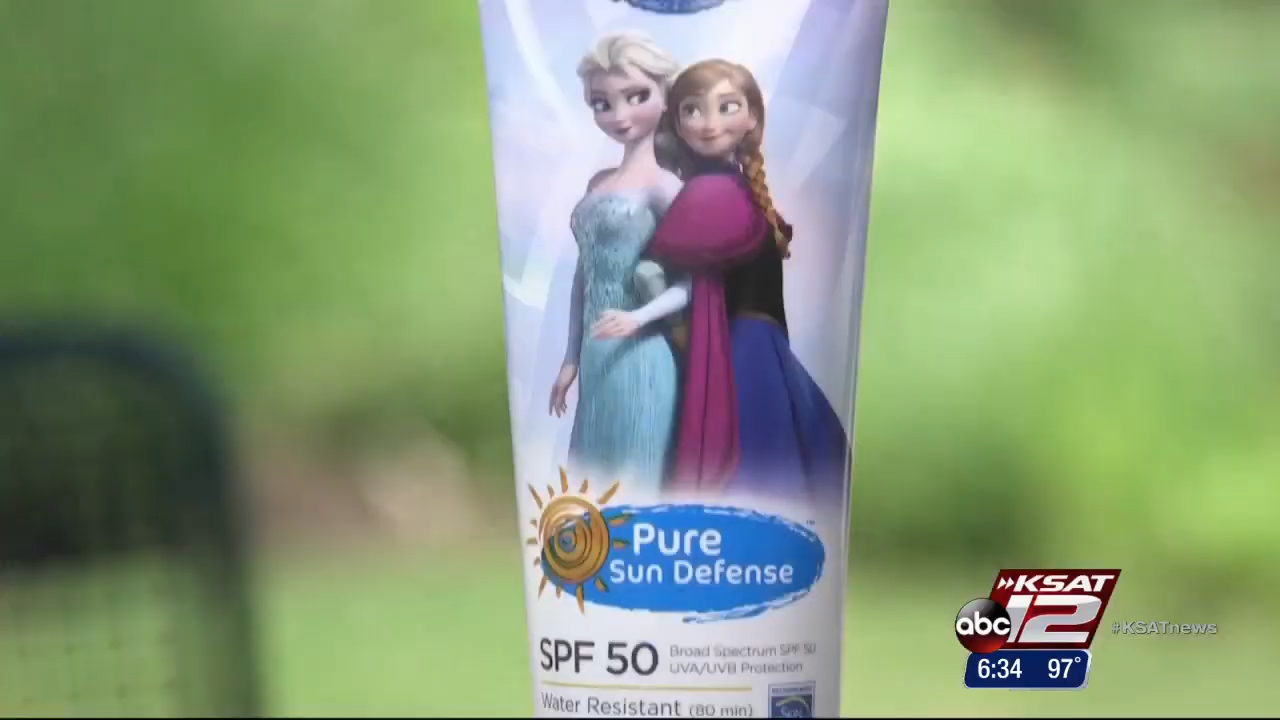 Pure
Sun Defense
™
SPF 50
Broad Spectrum SPF 50
UVA/UVB Protection
Water Resistant (80 min)
KSAT
abc
12
#KSATnews
6:34 97°